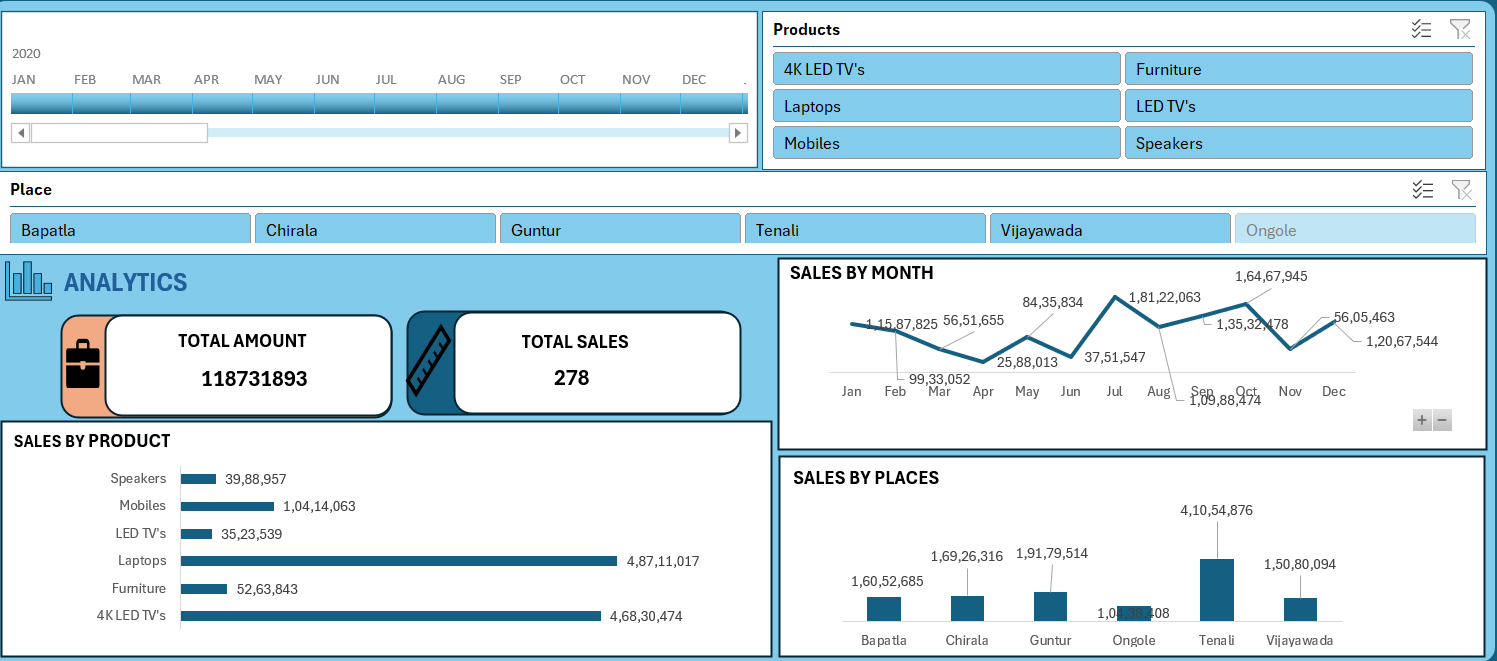 2020
JAN FEB MAR APR MAY JUN JUL AUG SEP OCT NOV DEC
Products
4K LED TV's Furniture
Laptops LED TV's
Mobiles Speakers
Place
Bapatla Chirala Guntur Tenali Vijayawada Ongole
ANALYTICS
TOTAL AMOUNT
118731893
TOTAL SALES
278
SALES BY MONTH
1,15,87,825
99,33,052
56,51,655
25,88,013
84,35,834
37,51,547
1,81,22,063
1,09,88,474
1,35,32,478
1,64,67,945
56,05,463
1,20,67,544
Jan Feb Mar Apr May Jun Jul Aug Sep Oct Nov Dec
+ −
SALES BY PRODUCT
Speakers 39,88,957
Mobiles 1,04,14,063
LED TV's 35,23,539
Laptops 4,87,11,017
Furniture 52,63,843
4K LED TV's 4,68,30,474
SALES BY PLACES
1,60,52,685 1,69,26,316 1,91,79,514 1,04,38,408 4,10,54,876 1,50,80,094
Bapatla Chirala Guntur Ongole Tenali Vijayawada